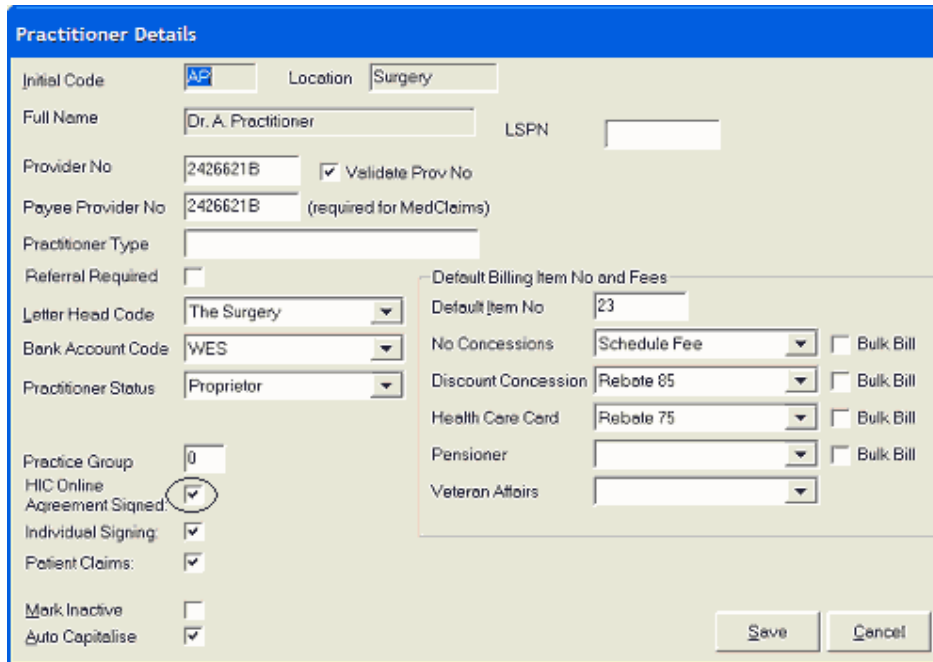 Practitioner Details
Initial Code AP Location Surgery
Full Name Dr. A. Practitioner LSPN
Provider No 2426621B Validate Prov No
Payee Provider No 2426621B (required for MedClaims)
Practitioner Type
Referral Required
Letter Head Code The Surgery
Bank Account Code WES
Practitioner Status Proprietor
Default Billing Item No and Fees
Default Item No 23
No Concessions Schedule Fee Bulk Bill
Discount Concession Rebate 85 Bulk Bill
Health Care Card Rebate 75 Bulk Bill
Pensioner Bulk Bill
Veteran Affairs
Practice Group 0
HIC Online
Agreement Signed:
Individual Signing:
Patient Claims:
Mark Inactive
Auto Capitalise
Save Cancel